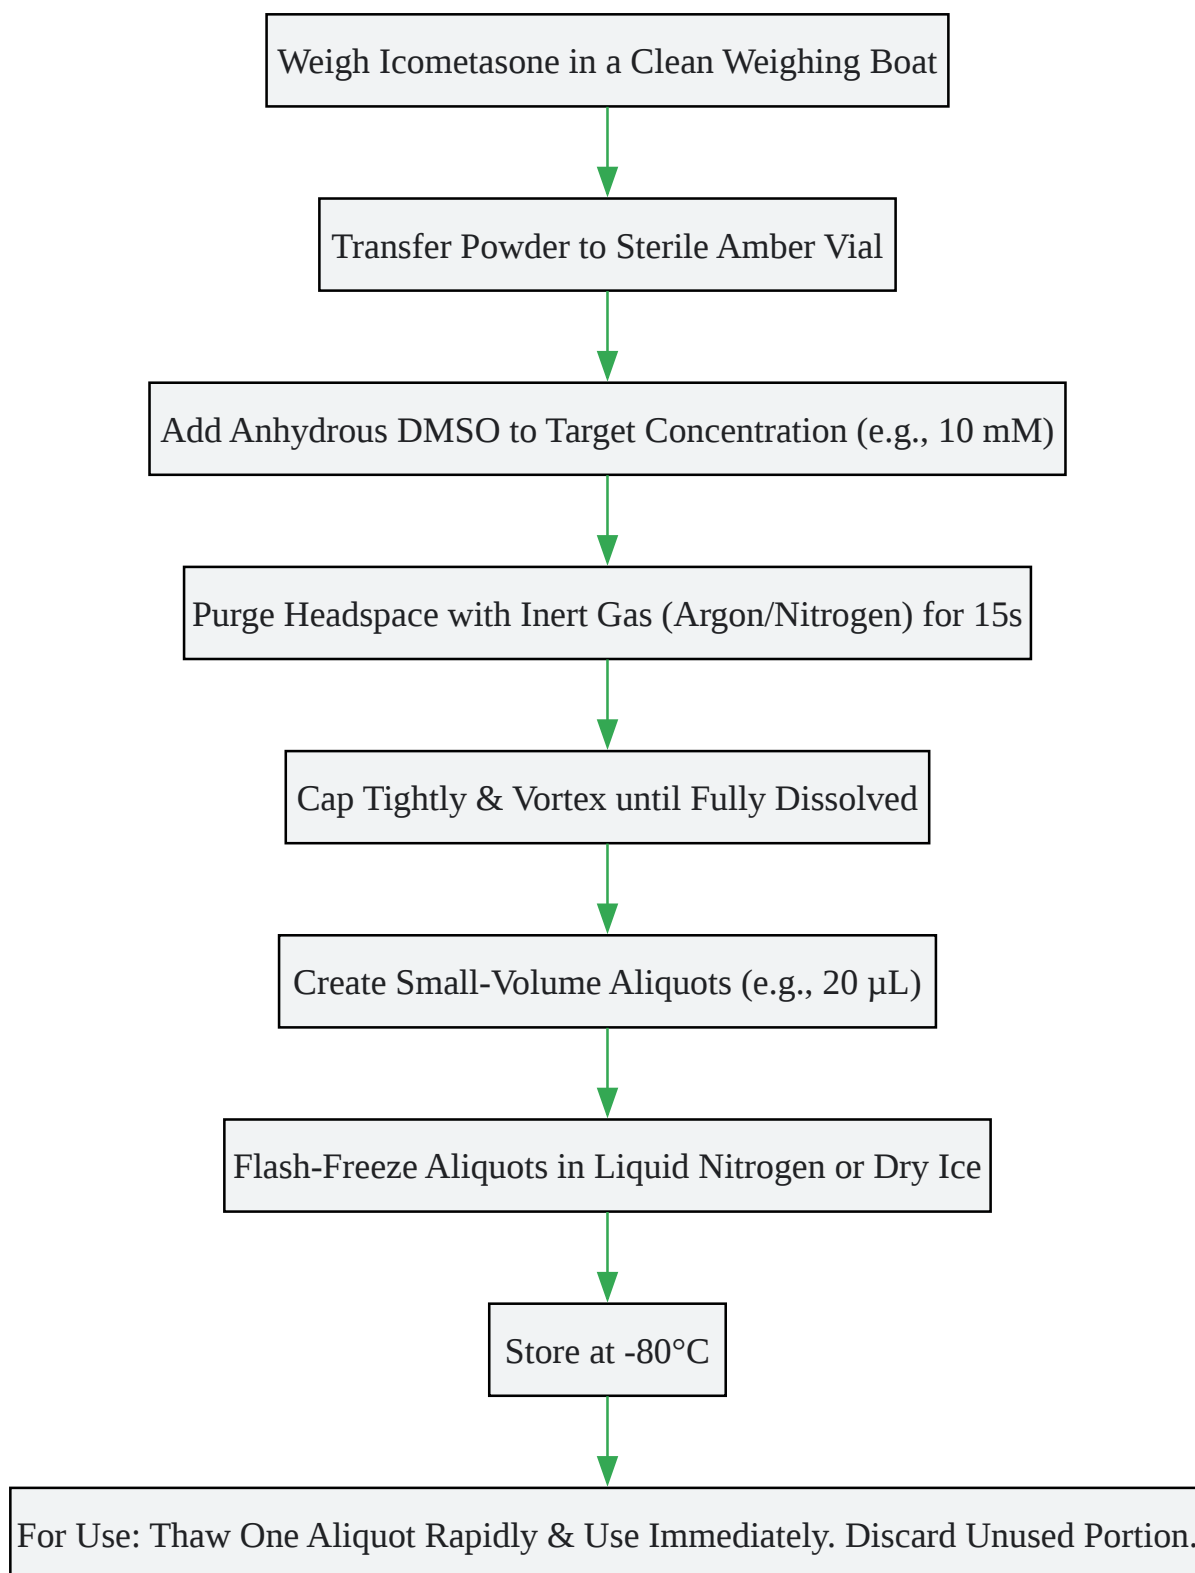 Weigh Icometasone in a Clean Weighing Boat
Transfer Powder to Sterile Amber Vial
Add Anhydrous DMSO to Target Concentration (e.g., 10 mM)
Purge Headspace with Inert Gas (Argon/Nitrogen) for 15s
Cap Tightly & Vortex until Fully Dissolved
Create Small-Volume Aliquots (e.g., 20 µL)
Flash-Freeze Aliquots in Liquid Nitrogen or Dry Ice
Store at -80°C
For Use: Thaw One Aliquot Rapidly & Use Immediately. Discard Unused Portion.